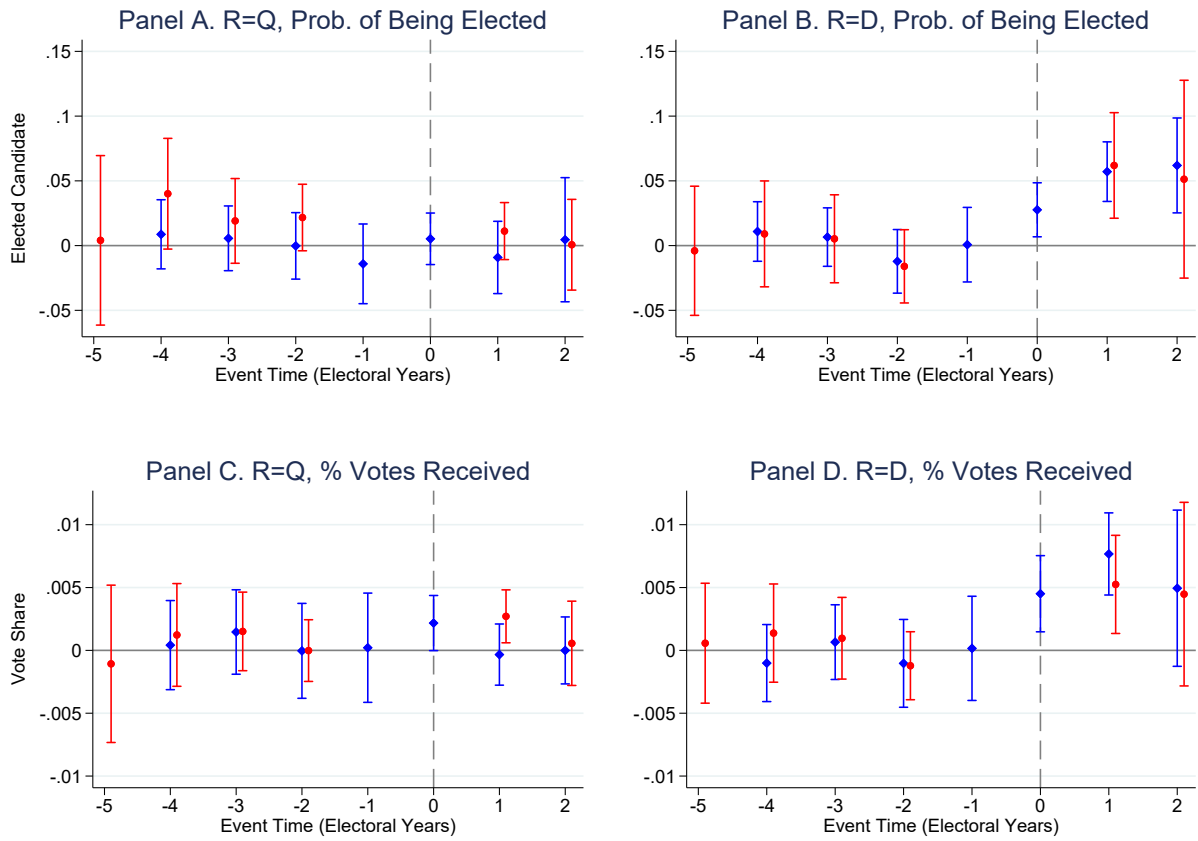 Panel A. R=Q, Prob. of Being Elected
Elected Candidate
.15
.1
.05
0
-.05
-5 -4 -3 -2 -1 0 1 2
Event Time (Electoral Years)
Panel B. R=D, Prob. of Being Elected
.15
.1
.05
0
-.05
-5 -4 -3 -2 -1 0 1 2
Event Time (Electoral Years)
Panel C. R=Q, % Votes Received
Vote Share
.01
.005
0
-.005
-.01
-5 -4 -3 -2 -1 0 1 2
Event Time (Electoral Years)
Panel D. R=D, % Votes Received
.01
.005
0
-.005
-.01
-5 -4 -3 -2 -1 0 1 2
Event Time (Electoral Years)